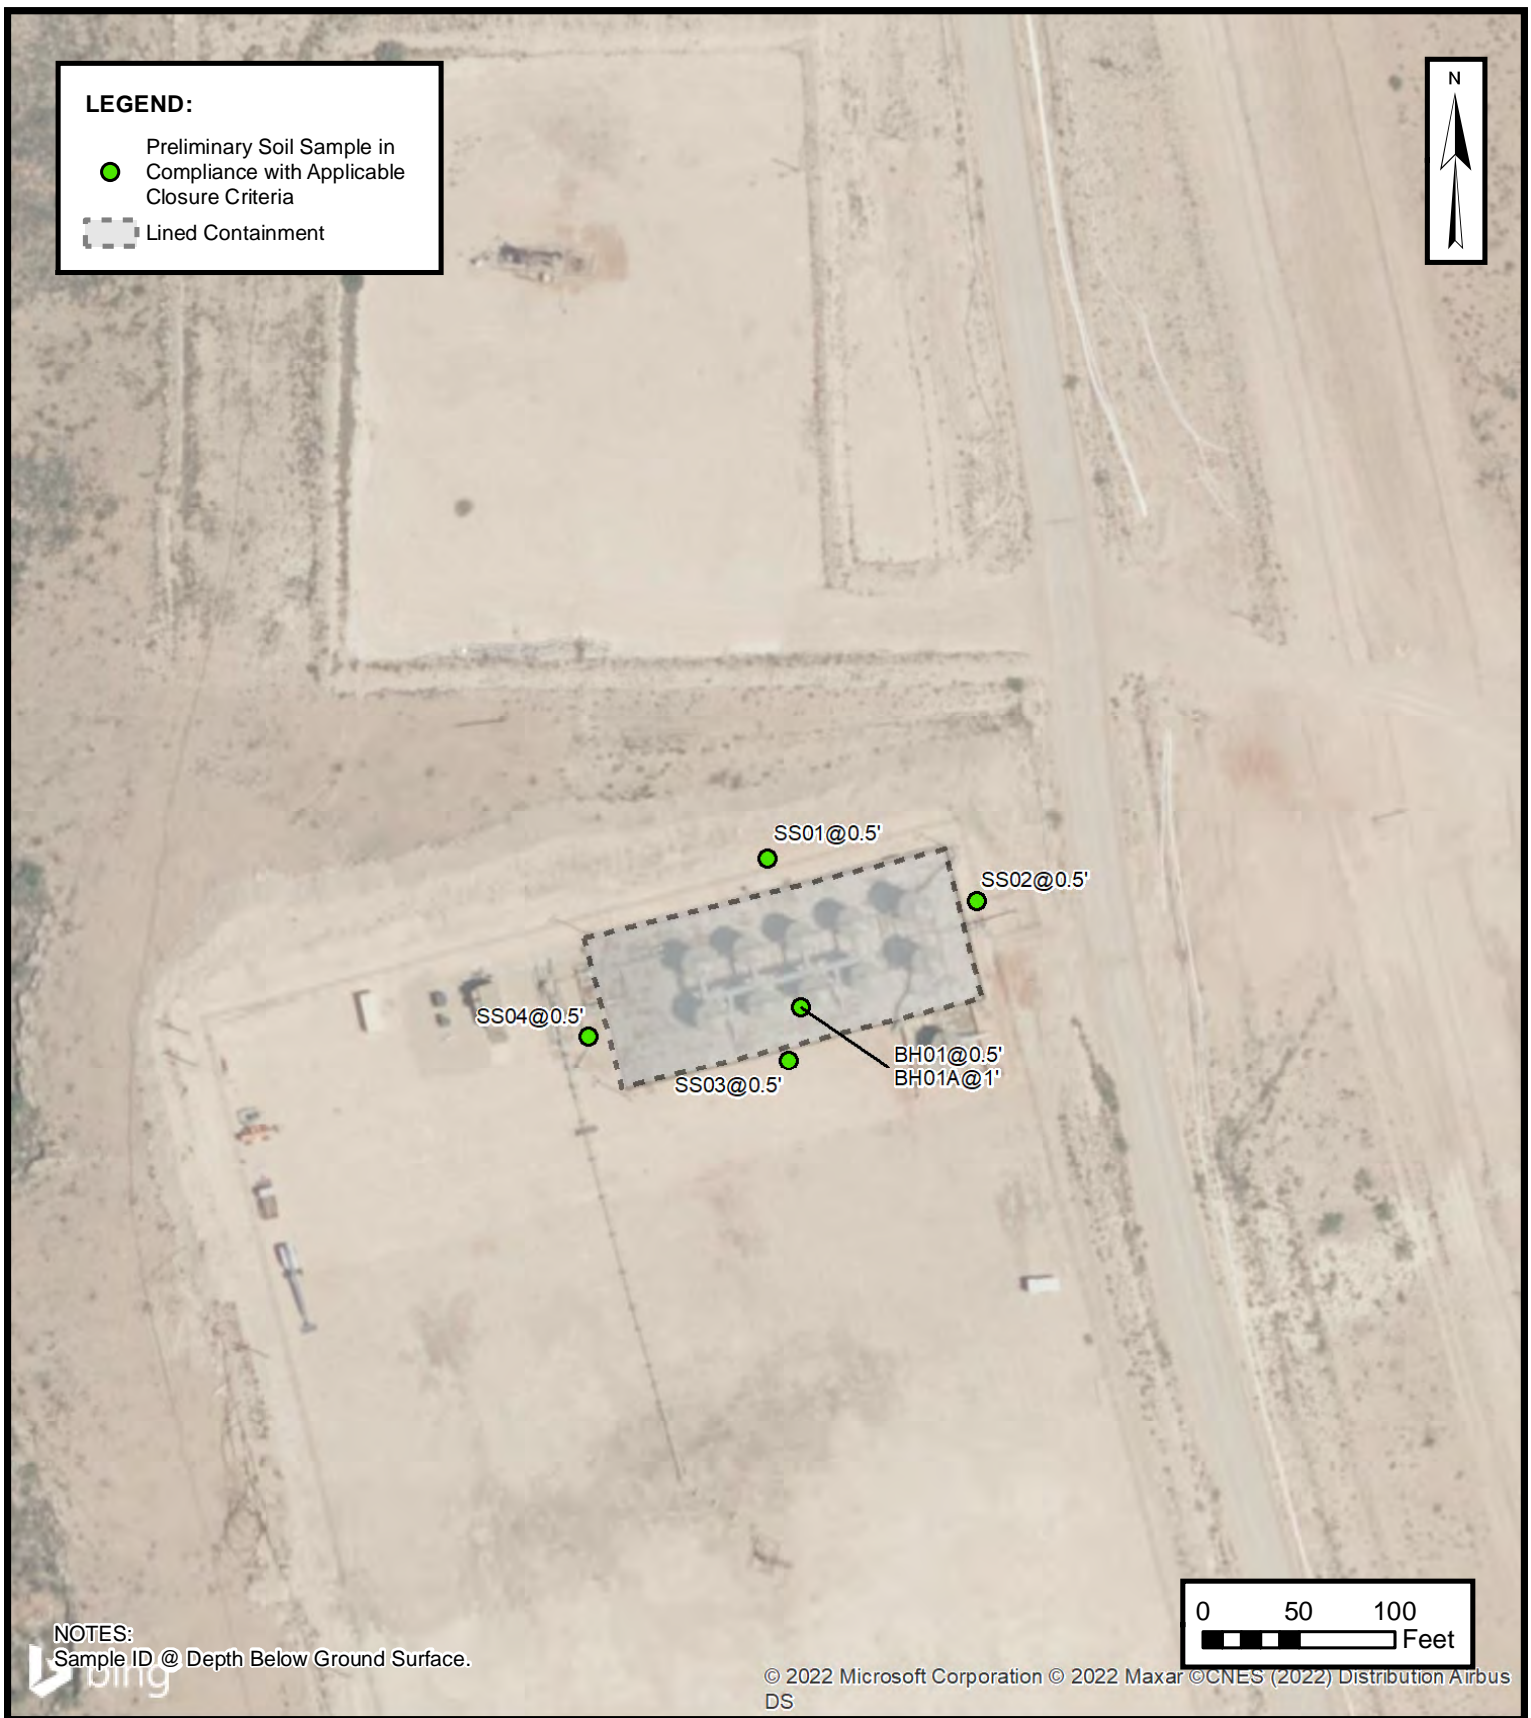 LEGEND:
Preliminary Soil Sample in
Compliance with Applicable
Closure Criteria
Lined Containment
N
SS01@0.5'
SS02@0.5'
SS04@0.5'
BH01@0.5'
BH01A@1'
SS03@0.5'
0 50 100
Feet
NOTES:
Sample ID @ Depth Below Ground Surface.
bing
© 2022 Microsoft Corporation © 2022 Maxar ©CNES (2022) Distribution Airbus
DS